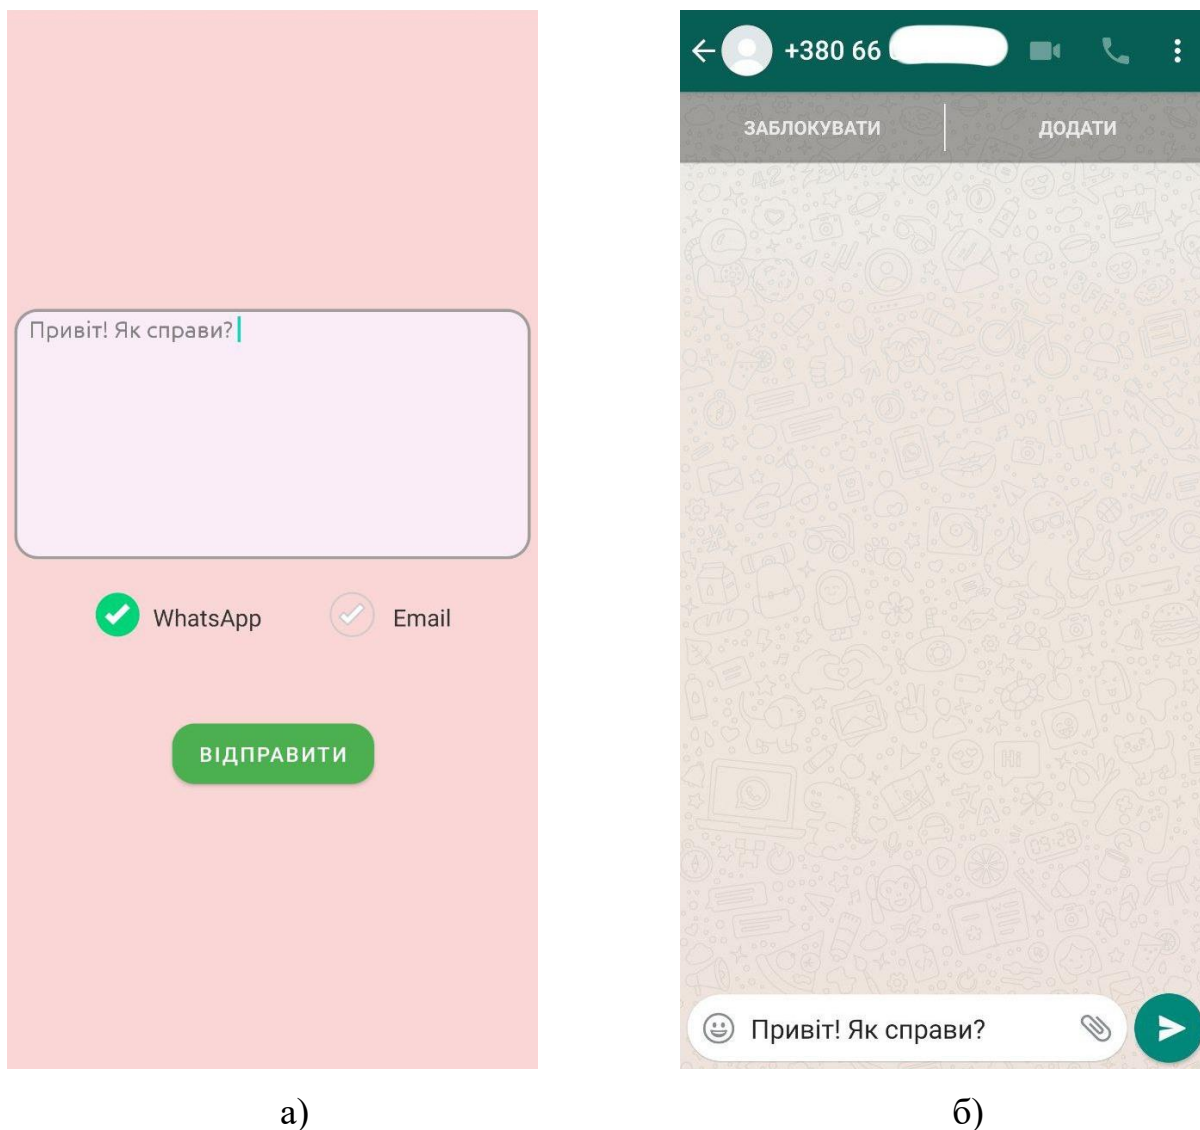 Привіт! Як справи?
WhatsApp Email
ВІДПРАВИТИ
а)
+380 66
ЗАБЛОКУВАТИ ДОДАТИ
Привіт! Як справи?
б)